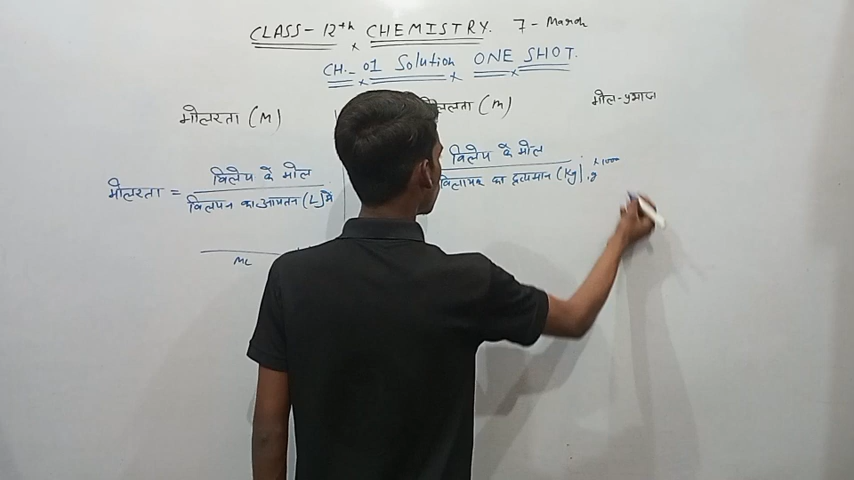 CLASS - 12th CHEMISTRY. 7 - March
CH. - 01 Solution ONE SHOT.
मोलरता (M)
(m)
मोल-प्रभाज
मोलरता = विलेय के मोल
विलयन का आयतन (L) में
ML
विलेय के मोल
विलायक का द्रव्यमान (Kg) g
x1000